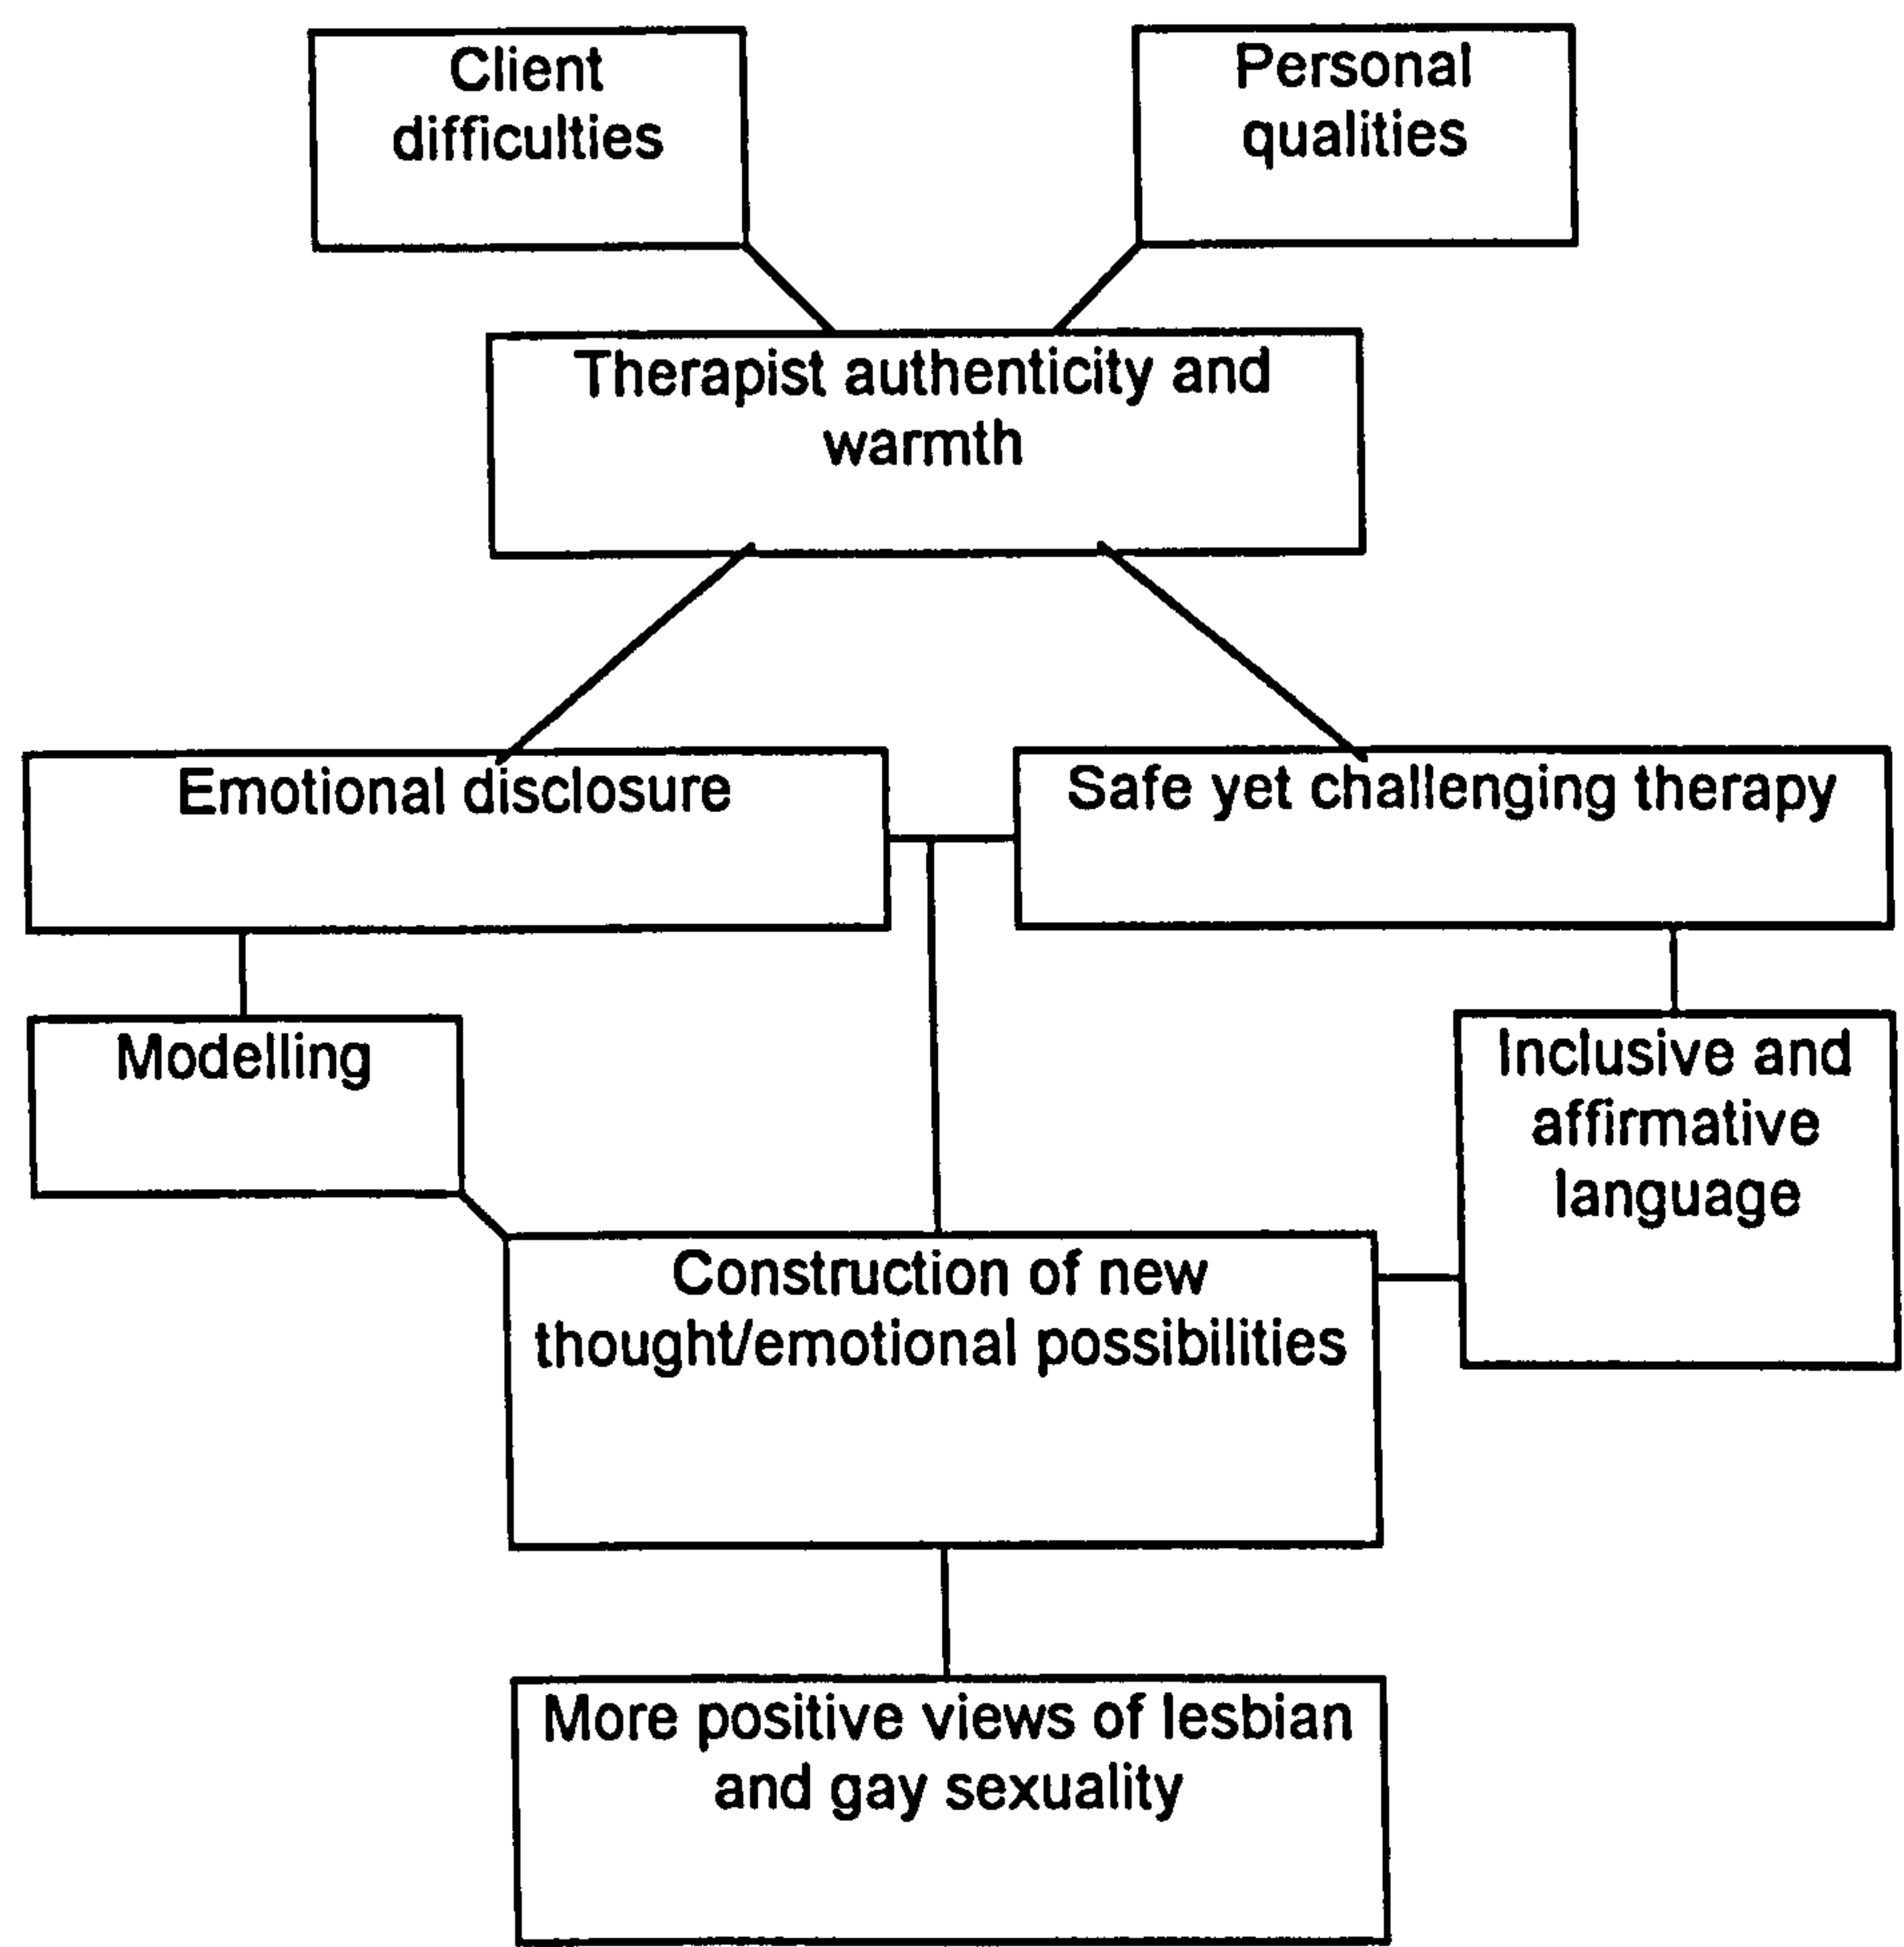 Client
difficulties
Personal
qualities
Therapist authenticity and
warmth
Emotional disclosure
Safe yet challenging therapy
Modelling
Inclusive and
affirmative
language
Construction of new
thought/emotional possibilities
More positive views of lesbian
and gay sexuality